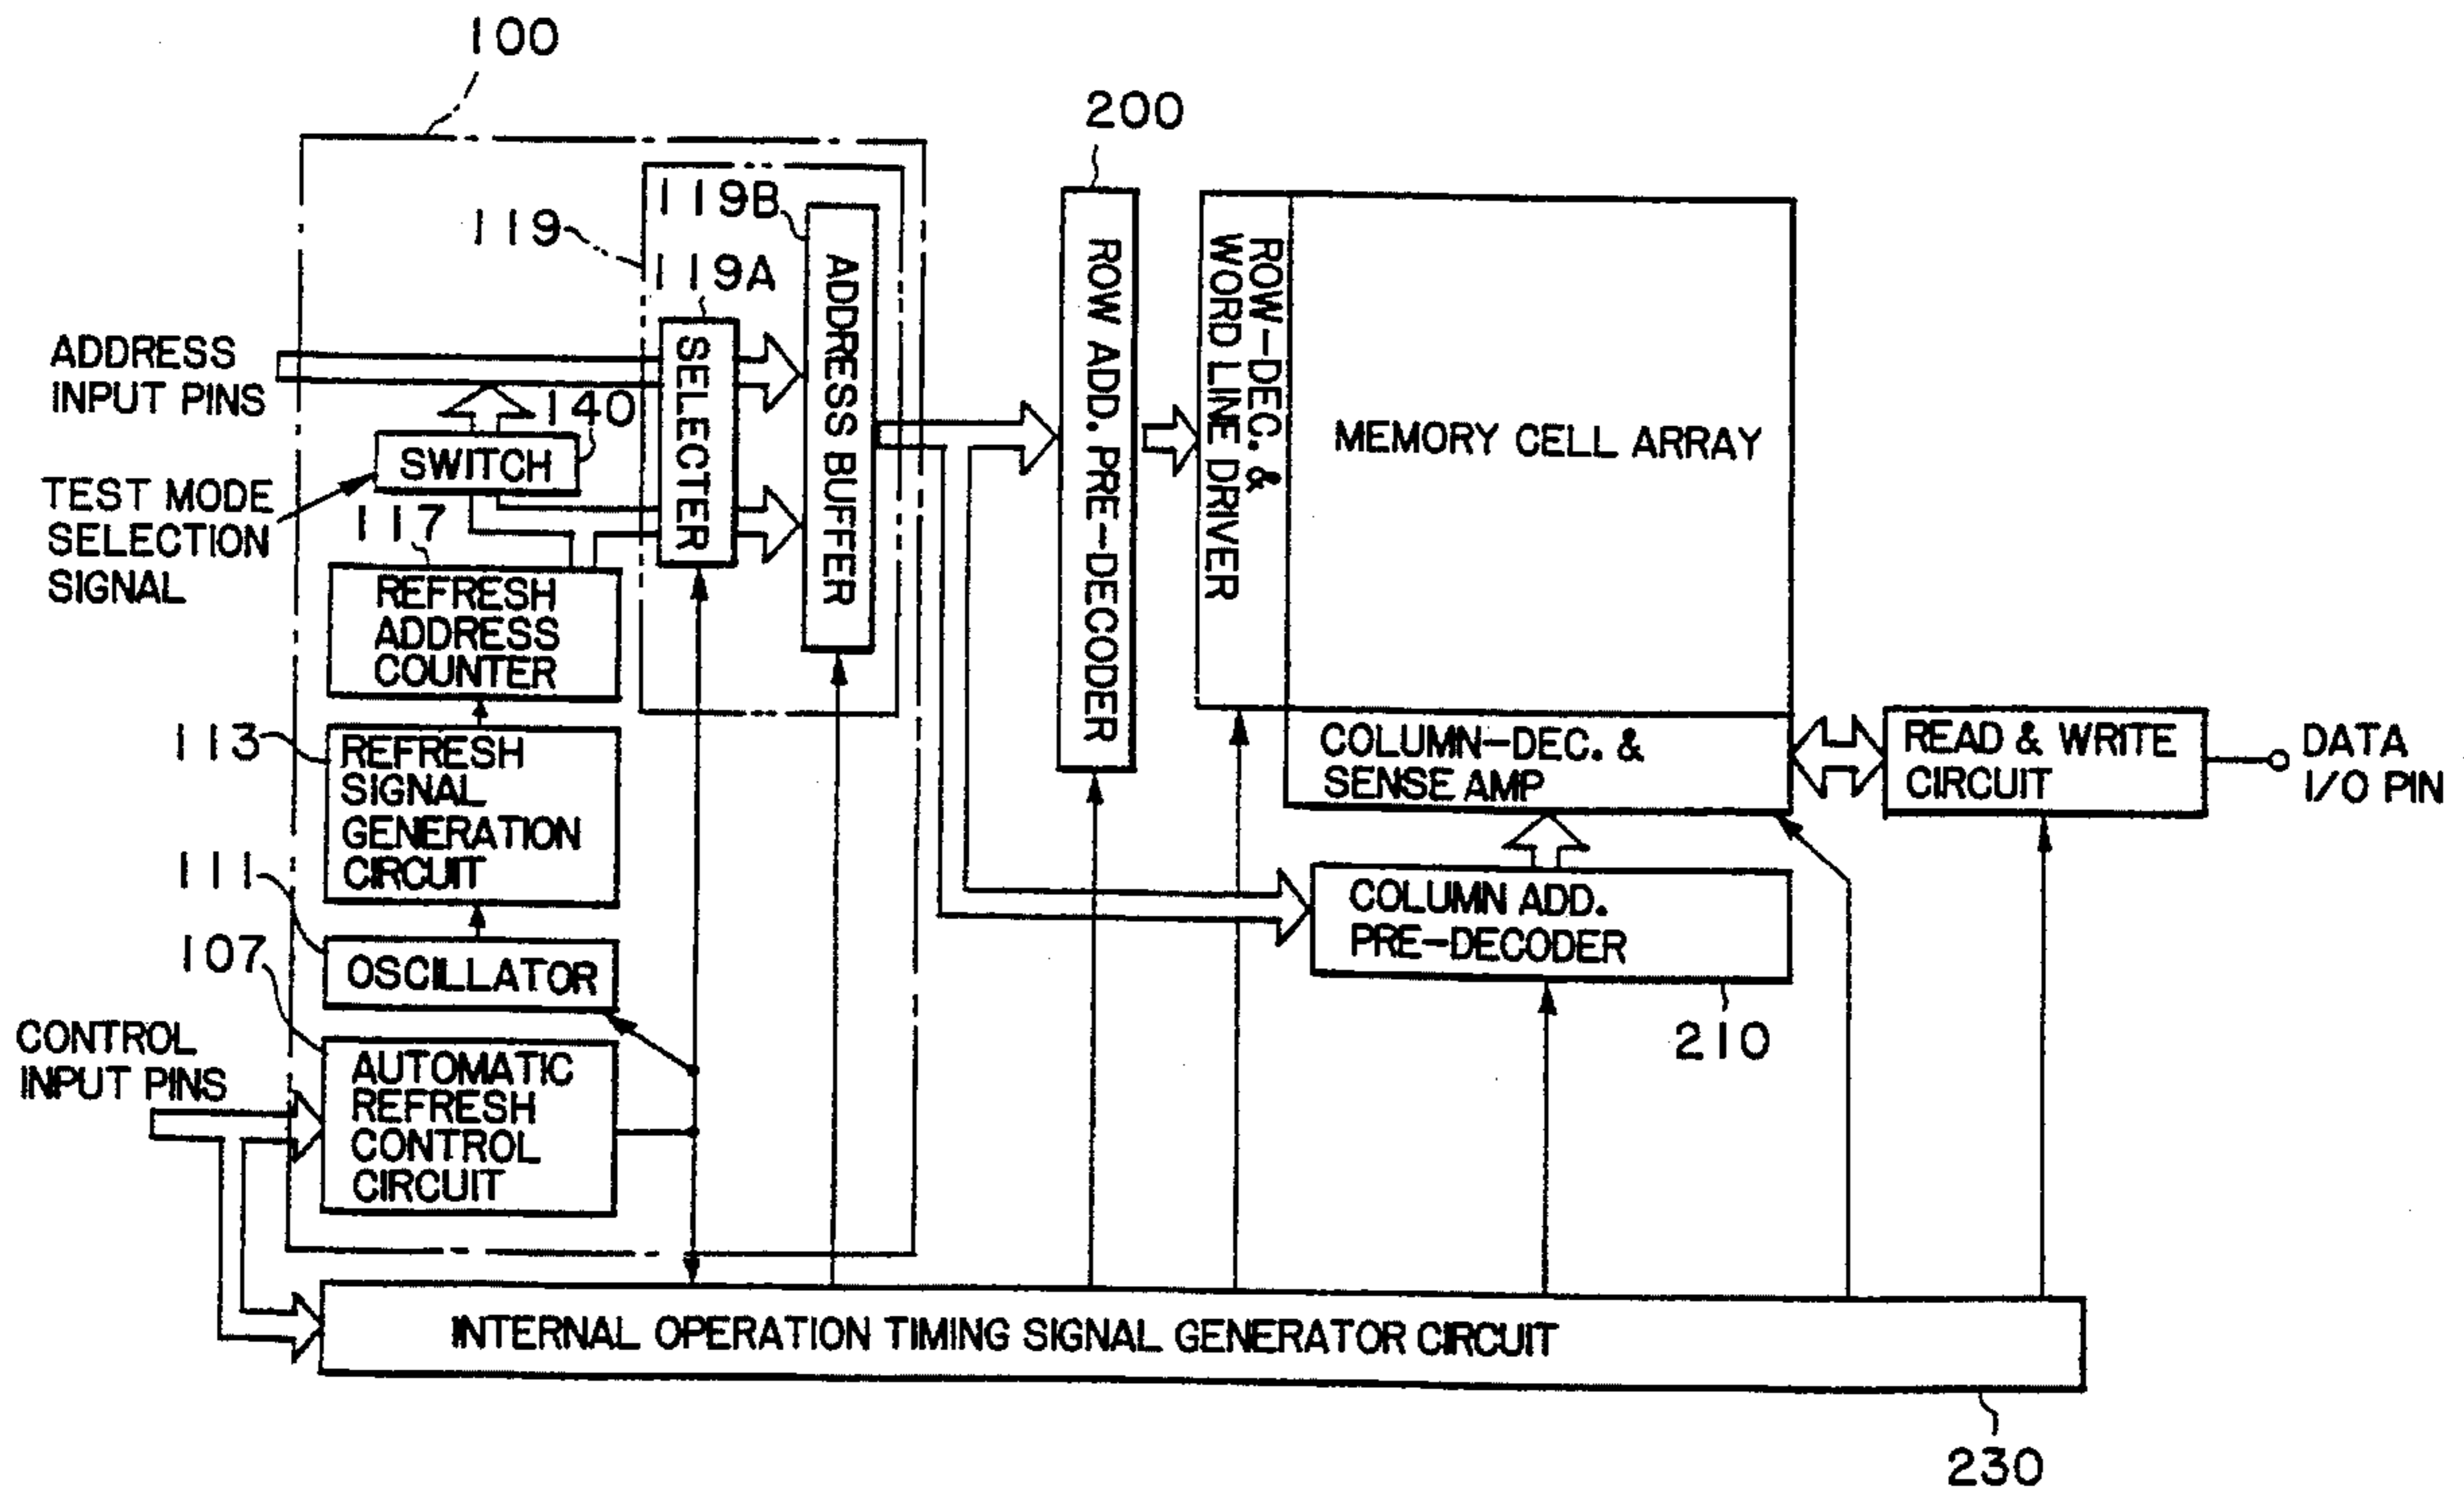 100
200
119B
119
119A
ADDRESS
INPUT PINS
SELECTER
ADDRESS BUFFER
ROW ADD. PRE-DECODER
ROW-DEC. &
WORD LINE DRIVER
MEMORY CELL ARRAY
140
SWITCH
TEST MODE
SELECTION
SIGNAL
117
REFRESH
ADDRESS
COUNTER
113
REFRESH
SIGNAL
GENERATION
CIRCUIT
COLUMN-DEC. &
SENSE AMP
READ & WRITE
CIRCUIT
DATA
I/O PIN
111
OSCILLATOR
COLUMN ADD.
PRE-DECODER
107
210
CONTROL
INPUT PINS
AUTOMATIC
REFRESH
CONTROL
CIRCUIT
INTERNAL OPERATION TIMING SIGNAL GENERATOR CIRCUIT
230